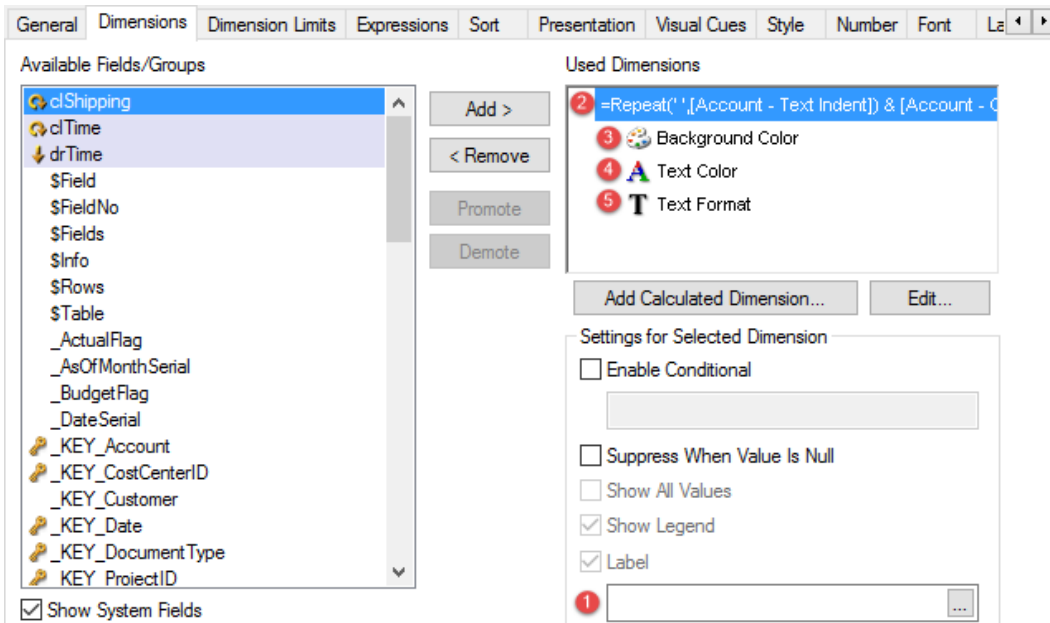 General Dimensions Dimension Limits Expressions Sort Presentation Visual Cues Style Number Font La
Available Fields/Groups
clShipping
clTime
drTime
$Field
$FieldNo
$Fields
$Info
$Rows
$Table
_ActualFlag
_AsOfMonthSerial
_BudgetFlag
_DateSerial
_KEY_Account
_KEY_CostCenterID
_KEY_Customer
_KEY_Date
_KEY_DocumentType
_KEY_ProjectID
Show System Fields
Add >
< Remove
Promote
Demote
Used Dimensions
2 =Repeat(' ',[Account - Text Indent]) & [Account - 
3 Background Color
4 A Text Color
5 T Text Format
Add Calculated Dimension... Edit...
Settings for Selected Dimension
Enable Conditional
Suppress When Value Is Null
Show All Values
Show Legend
Label
1 ...